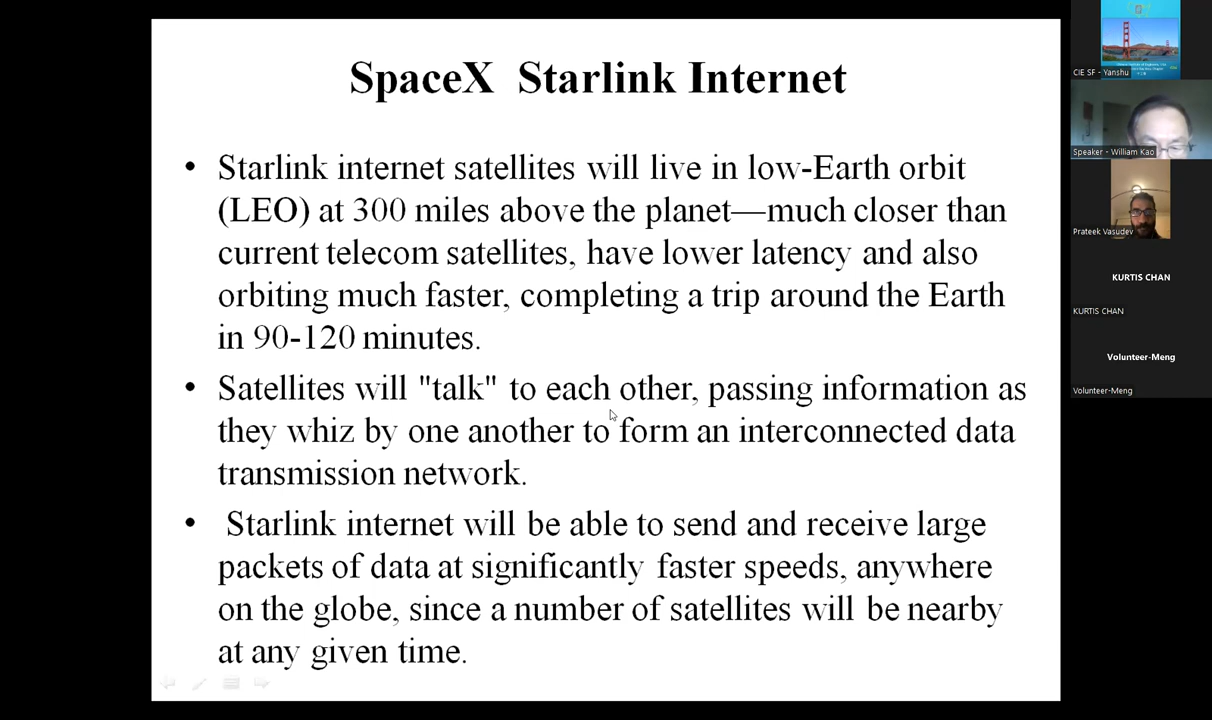 SpaceX Starlink Internet
• Starlink internet satellites will live in low-Earth orbit
(LEO) at 300 miles above the planet—much closer than
current telecom satellites, have lower latency and also
orbiting much faster, completing a trip around the Earth
in 90-120 minutes.
• Satellites will "talk" to each other, passing information as
they whiz by one another to form an interconnected data
transmission network.
• Starlink internet will be able to send and receive large
packets of data at significantly faster speeds, anywhere
on the globe, since a number of satellites will be nearby
at any given time.
CIE SF - Yanshu
Speaker - William Kao
Prateek Vasudev
KURTIS CHAN
KURTIS CHAN
Volunteer-Meng
Volunteer-Meng